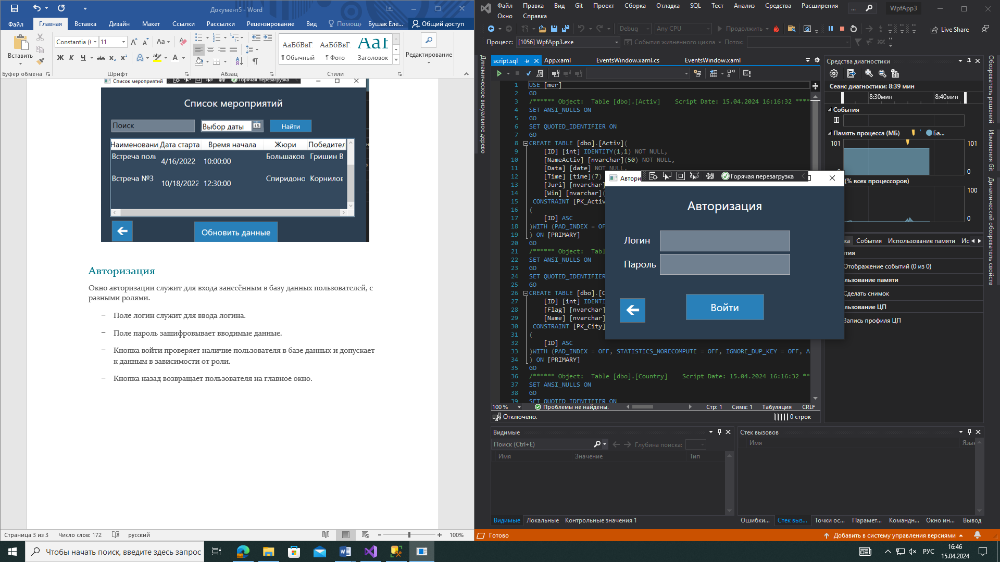 Документ5 - Word
Файл
Главная
Вставка
Дизайн
Макет
Ссылки
Рассылки
Рецензирование
Вид
Бушак Еле...
Общий доступ
Вставить
Constantia (
11
Aa
Ж К Ч abc x₂ x²
АаБбВвГ
¶ Обычный
АаБбВвГ
¶ Фото
Заголовок
Редактирование
Буфер обмена
Шрифт
Абзац
Стили
Список мероприятий
Горячая перезагрузка
Список мероприятий
Поиск
Выбор даты
15
Найти
Дата старта
Время начала
Жюри
4/16/2022
10:00:00
Большаков
Гришин В
Встреча №3
10/18/2022
12:30:00
Обновить данные
Авторизация
Окно авторизации служит для входа занесённым в базу данных пользователей, с
разными ролями.
– Поле логин служит для ввода логина.
– Поле пароль зашифровывает вводимые данные.
– Кнопка войти проверяет наличие пользователя в базе данных и допускает
к данным в зависимости от роли.
– Кнопка назад возвращает пользователя на главное окно.
Страница 3 из 3
Число слов: 172
русский
100%
Файл
Правка
Вид
Git
Проект
Сборка
Отладка
SQL
Тест
Анализ
Средства
Расширения
WpfApp3
Окно
Справка
Debug
Any CPU
Продолжить
Live Share
Процесс:
[1056] WpfApp3.exe
События жизненного цикла
Поток:
Динамическое визуальное дерево
script.sql
App.xaml
EventsWindow.xaml.cs
EventsWindow.xaml
1 USE [mer]
2 GO
3 /****** Object:  Table [dbo].[Activ]    Script Date: 15.04.2024 16:16:32 ****
4 SET ANSI_NULLS ON
5 GO
6 SET QUOTED_IDENTIFIER ON
7 GO
8 CREATE TABLE [dbo].[Activ](
9 [ID] [int] IDENTITY(1,1) NOT NULL,
10 [NameActiv] [nvarchar](50) NOT NULL,
11 [Data] [date] NOT NULL,
12 [Time] [time](7)
13 [Juri] [nvarchar]
14 [Win] [nvarchar](
15 CONSTRAINT [PK_Activ
16 (
17 [ID] ASC
18 )WITH (PAD_INDEX = OF
19 ) ON [PRIMARY]
20 GO
21 /****** Object:  Tabl
22 SET ANSI_NULLS ON
23 GO
24 SET QUOTED_IDENTIFIER
25 GO
26 CREATE TABLE [dbo].[C
27 [ID] [int] IDENTI
28 [Flag] [nvarchar]
29 [Name] [nvarchar]
30 CONSTRAINT [PK_City]
31 (
32 [ID] ASC
33 )WITH (PAD_INDEX = OFF, STATISTICS_NORECOMPUTE = OFF, IGNORE_DUP_KEY = OFF, A
34 ) ON [PRIMARY]
35 GO
36 /****** Object:  Table [dbo].[Country]    Script Date: 15.04.2024 16:16:32 **
37 SET ANSI_NULLS ON
38 GO
39 SET QUOTED_IDENTIFIER ON
Горячая перезагрузка
Авторизация
Логин
Пароль
Войти
100 %
Проблемы не найдены.
Стр: 1
Симв: 1
Табуляция
CRLF
Отключено.
0 строк
Средства диагностики
Сеанс диагностики: 8:39 мин
8:30мин
8:40мин
События
Память процесса (МБ)
Ба...
101
101
0
(% всех процессоров)
100
0
События
Использование памяти
Ис
Отображение событий (0 из 0)
Сделать снимок
Запись профиля ЦП
Обозреватель решений
Изменения Git
Динамический обозреватель свойств
Видимые
Поиск (Ctrl+E)
Глубина поиска:
Имя
Значение
Тип
Видимые
Локальные
Контрольные значения 1
Стек вызовов
Имя
Язык
Ошибки...
Стек выз...
Точки ос...
Парамет...
Командн...
Окно ин...
Вывод
Готово
Добавить в систему управления версиями
Чтобы начать поиск, введите здесь запрос
РУС
16:46
15.04.2024